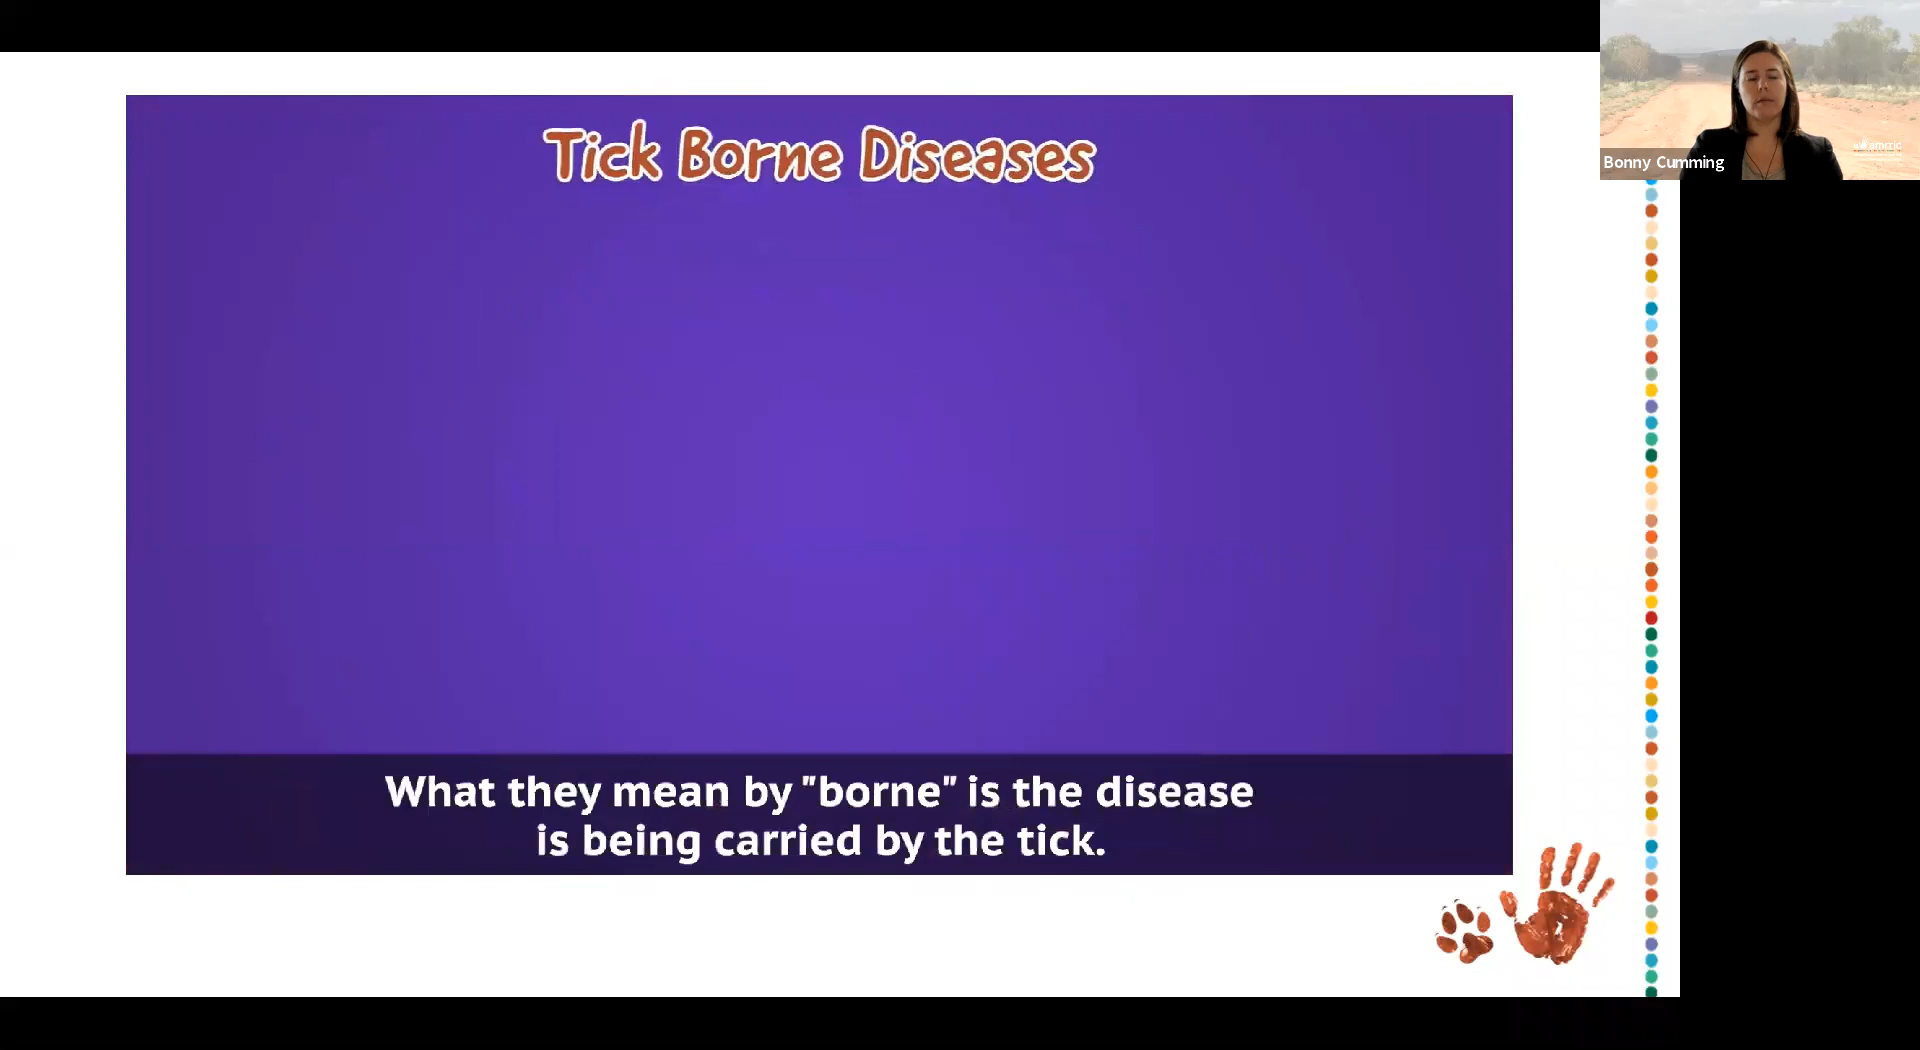 Tick Borne Diseases
What they mean by "borne" is the disease
is being carried by the tick.
Bonny Cumming